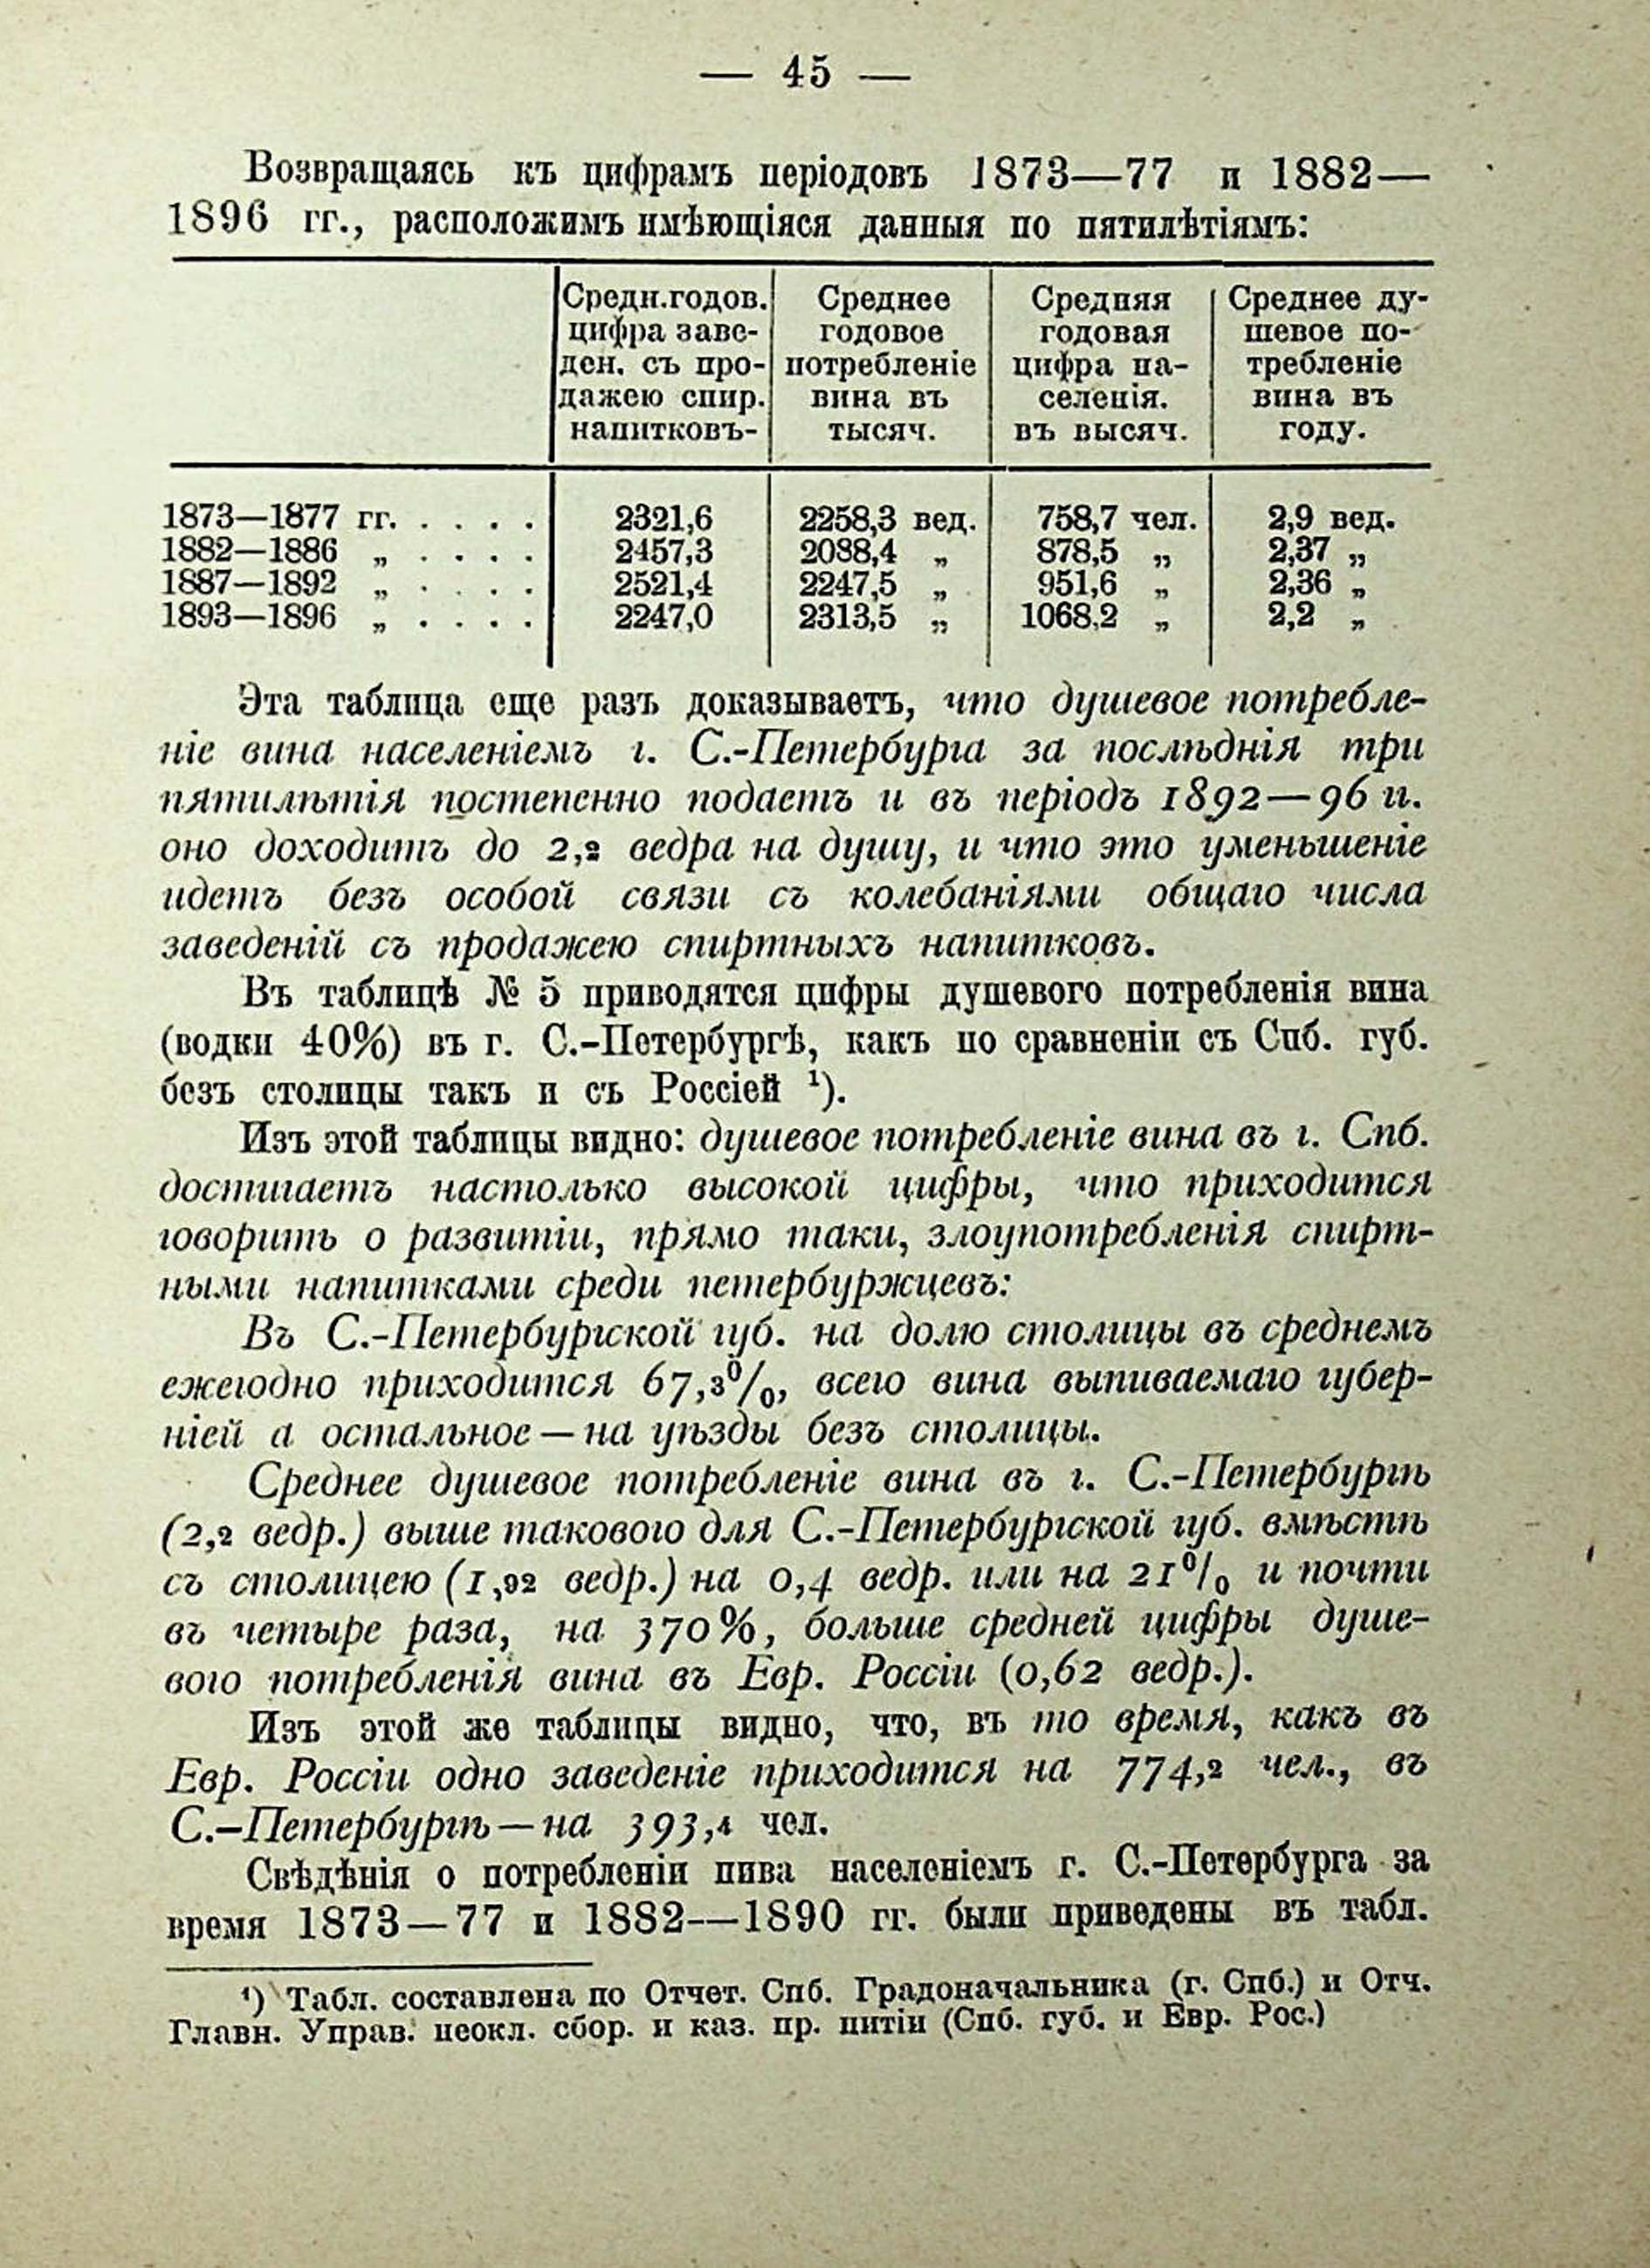 — 45 —
Возвращаясь къ цифрамъ періодовъ 1873—77 и 1882—
1896 гг., расположимъ имѣющіяся данныя по пятилѣтіямъ:
Средн.годов. цифра заве- ден. съ про- дажею спир. напитковъ-
Среднее годовое потребленіе вина въ тысяч.
Средняя годовая цифра на- селенія. въ высяч.
Среднее ду- шевое по- требленіе вина въ году.
1873—1877 гг. . . . . 2321,6 2258,3 вед. 758,7 чел. 2,9 вед.
1882—1886 „ . . . . 2457,3 2088,4 „ 878,5 „ 2,37 „
1887—1892 „ . . . . 2521,4 2247,5 „ 951,6 „ 2,36 „
1893—1896 „ . . . . 2247,0 2313,5 „ 1068,2 „ 2,2 „
Эта таблица еще разъ доказываетъ, что душевое потребле-
ніе вина населеніемъ г. С.-Петербурга за послѣднія три
пятилѣтія постепенно подаетъ и въ періодъ 1892—96 гг.
оно доходитъ до 2,2 ведра на душу, и что это уменьшеніе
идетъ безъ особой связи съ колебаніями общаго числа
заведеній съ продажею спиртныхъ напитковъ.
Въ таблицѣ № 5 приводятся цифры душевого потребленія вина
(водки 40%) въ г. С.-Петербургѣ, какъ по сравненіи съ Спб. губ.
безъ столицы такъ и съ Россіей ¹).
Изъ этой таблицы видно: душевое потребленіе вина въ г. Спб.
достигаетъ настолько высокой цифры, что приходится
говорить о развитіи, прямо таки, злоупотребленія спирт-
ными напитками среди петербуржцевъ:
Въ С.-Петербургской губ. на долю столицы въ среднемъ
ежегодно приходится 67,3%, всего вина выпиваемаго губер-
ніей а остальное—на уѣзды безъ столицы.
Среднее душевое потребленіе вина въ г. С.-Петербургѣ
(2,2 ведр.) выше такового для С.-Петербургской губ. вмѣстѣ
съ столицею (1,92 ведр.) на 0,4 ведр. или на 21% и почти
въ четыре раза, на 370%, больше средней цифры душе-
вого потребленія вина въ Евр. Россіи (0,62 ведр.).
Изъ этой же таблицы видно, что, въ то время, какъ въ
Евр. Россіи одно заведеніе приходится на 774,2 чел., въ
С.-Петербургѣ—на 393,4 чел.
Свѣдѣнія о потребленіи пива населеніемъ г. С.-Петербурга за
время 1873—77 и 1882—1890 гг. были приведены въ табл.
¹) Табл. составлена по Отчет. Спб. Градоначальника (г. Спб.) и Отч.
Главн. Управ. неокл. сбор. и каз. пр. питіи (Спб. губ. и Евр. Рос.)